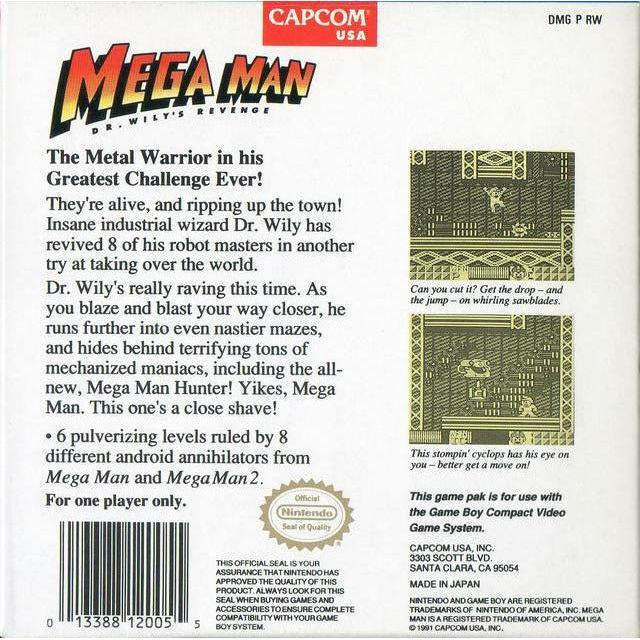 CAPCOM
USA
DMG P RW
MEGA MAN
DR. WILY'S REVENGE
The Metal Warrior in his
Greatest Challenge Ever!
They're alive, and ripping up the town!
Insane industrial wizard Dr. Wily has
revived 8 of his robot masters in another
try at taking over the world.
Dr. Wily's really raving this time. As
you blaze and blast your way closer, he
runs further into even nastier mazes,
and hides behind terrifying tons of
mechanized maniacs, including the all-
new, Mega Man Hunter! Yikes, Mega
Man. This one's a close shave!
• 6 pulverizing levels ruled by 8
different android annihilators from
Mega Man and Mega Man 2.
For one player only.
Can you cut it? Get the drop – and
the jump – on whirling sawblades.
This stompin' cyclops has his eye on
you – better get a move on!
Official
Nintendo
Seal of Quality
This game pak is for use with
the Game Boy Compact Video
Game System.
CAPCOM USA, INC.
3303 SCOTT BLVD.
SANTA CLARA, CA 95054
MADE IN JAPAN
NINTENDO AND GAME BOY ARE REGISTERED
TRADEMARKS OF NINTENDO OF AMERICA, INC. MEGA
MAN IS A REGISTERED TRADEMARK OF CAPCOM USA.
© 1991 CAPCOM USA, INC.
THIS OFFICIAL SEAL IS YOUR
ASSURANCE THAT NINTENDO HAS
APPROVED THE QUALITY OF THIS
PRODUCT. ALWAYS LOOK FOR THIS
SEAL WHEN BUYING GAMES AND
ACCESSORIES TO ENSURE COMPLETE
COMPATIBILITY WITH YOUR GAME
BOY SYSTEM.
0 13388 12005 5